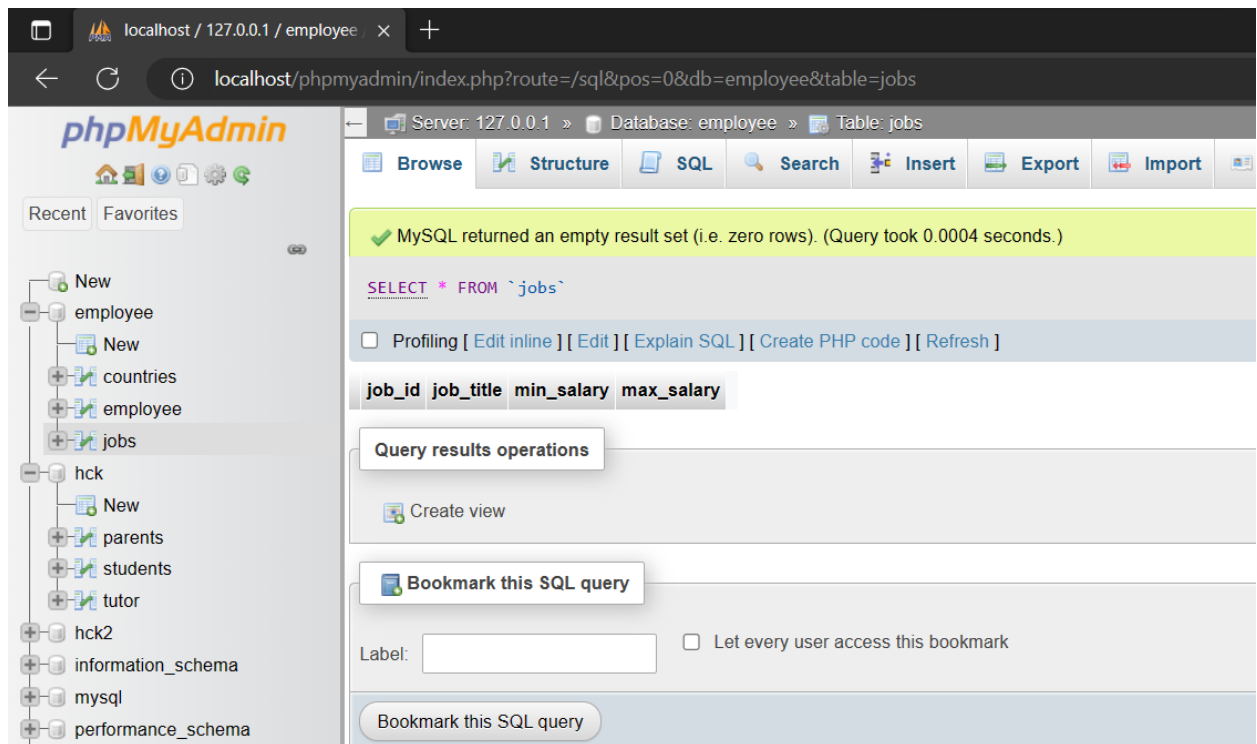 localhost / 127.0.0.1 / employee /
localhost/phpmyadmin/index.php?route=/sql&pos=0&db=employee&table=jobs
phpMyAdmin
Recent Favorites
New
employee
New
countries
employee
jobs
hck
New
parents
students
tutor
hck2
information_schema
mysql
performance_schema
Server: 127.0.0.1 » Database: employee » Table: jobs
Browse Structure SQL Search Insert Export Import
MySQL returned an empty result set (i.e. zero rows). (Query took 0.0004 seconds.)
SELECT * FROM `jobs`
Profiling [ Edit inline ] [ Edit ] [ Explain SQL ] [ Create PHP code ] [ Refresh ]
job_id job_title min_salary max_salary
Query results operations
Create view
Bookmark this SQL query
Label:
Let every user access this bookmark
Bookmark this SQL query